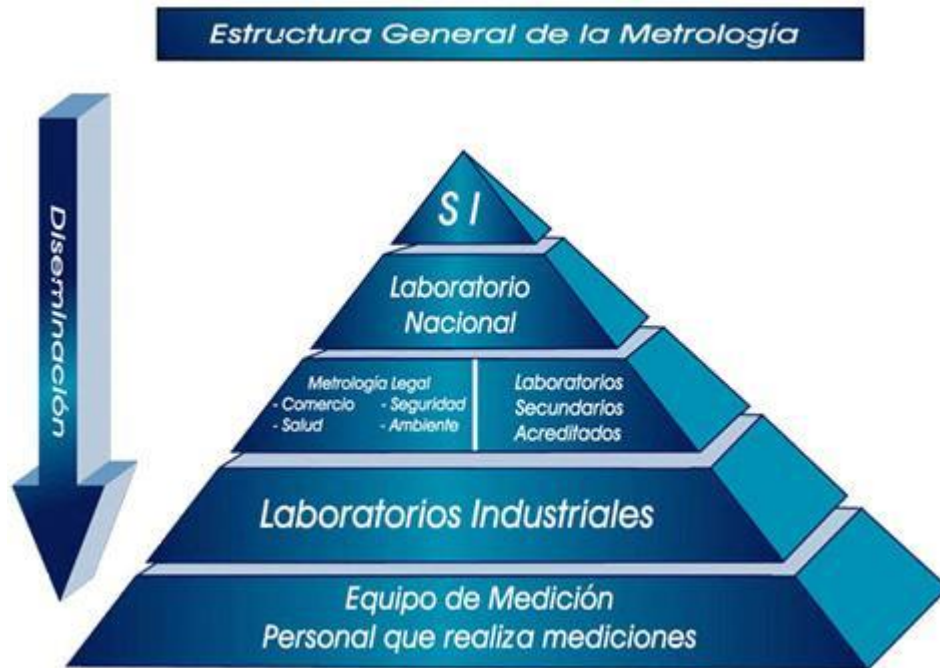 Estructura General de la Metrología
Diseminación
S I
Laboratorio
Nacional
Metrología Legal
- Comercio - Seguridad
- Salud - Ambiente
Laboratorios
Secundarios
Acreditados
Laboratorios Industriales
Equipo de Medición
Personal que realiza mediciones